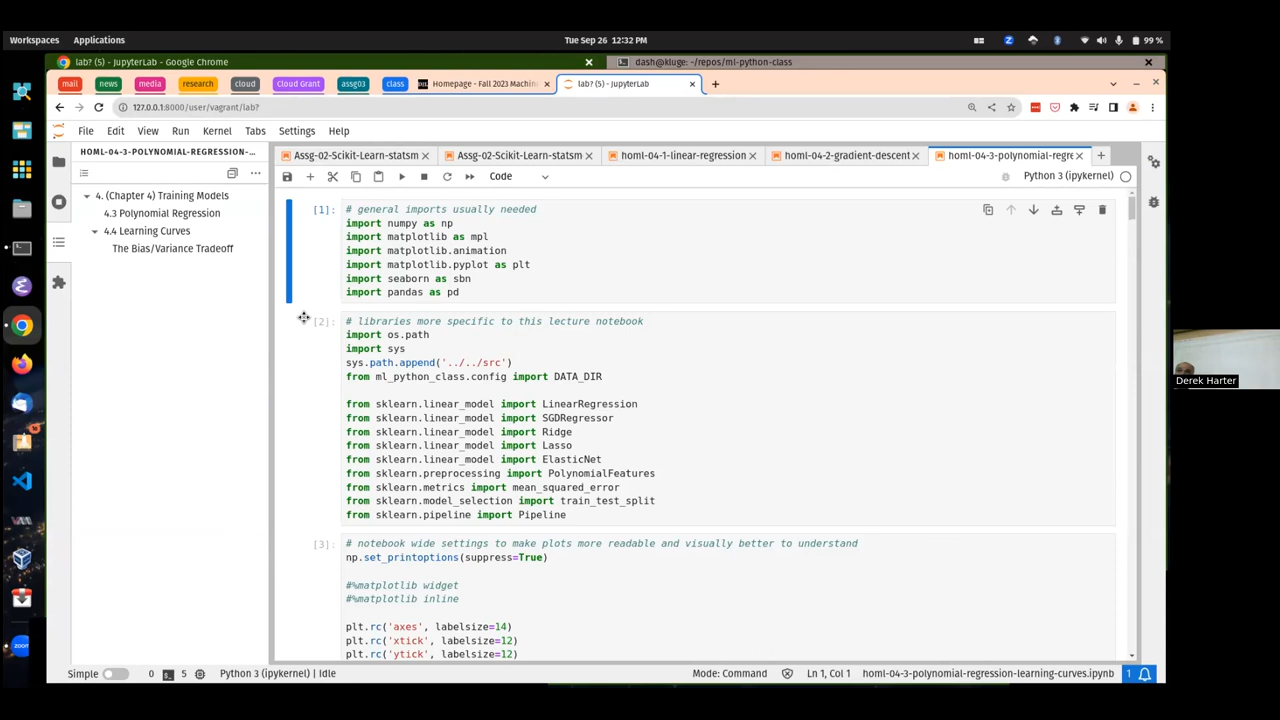 Workspaces Applications Tue Sep 26 12:32 PM 99 %
lab? (5) - JupyterLab - Google Chrome dash@kluge: ~/repos/ml-python-class
mail news media research cloud Cloud Grant assg03 class Homepage - Fall 2023 Machin lab? (5) - JupyterLab
127.0.0.1:8000/user/vagrant/lab?
File Edit View Run Kernel Tabs Settings Help
HOML-04-3-POLYNOMIAL-REGRESSION-...
Assg-02-Scikit-Learn-statsm Assg-02-Scikit-Learn-statsm homl-04-1-linear-regression homl-04-2-gradient-descent homl-04-3-polynomial-regre
Code Python 3 (ipykernel)
4. (Chapter 4) Training Models
4.3 Polynomial Regression
4.4 Learning Curves
The Bias/Variance Tradeoff
[1]: # general imports usually needed
import numpy as np
import matplotlib as mpl
import matplotlib.animation
import matplotlib.pyplot as plt
import seaborn as sbn
import pandas as pd
[2]: # libraries more specific to this lecture notebook
import os.path
import sys
sys.path.append('../../src')
from ml_python_class.config import DATA_DIR
from sklearn.linear_model import LinearRegression
from sklearn.linear_model import SGDRegressor
from sklearn.linear_model import Ridge
from sklearn.linear_model import Lasso
from sklearn.linear_model import ElasticNet
from sklearn.preprocessing import PolynomialFeatures
from sklearn.metrics import mean_squared_error
from sklearn.model_selection import train_test_split
from sklearn.pipeline import Pipeline
[3]: # notebook wide settings to make plots more readable and visually better to understand
np.set_printoptions(suppress=True)
#%matplotlib widget
#%matplotlib inline
plt.rc('axes', labelsize=14)
plt.rc('xtick', labelsize=12)
plt.rc('ytick', labelsize=12)
Simple 0 5 Python 3 (ipykernel) | Idle Mode: Command Ln 1, Col 1 homl-04-3-polynomial-regression-learning-curves.ipynb 1
Derek Harter
zoom